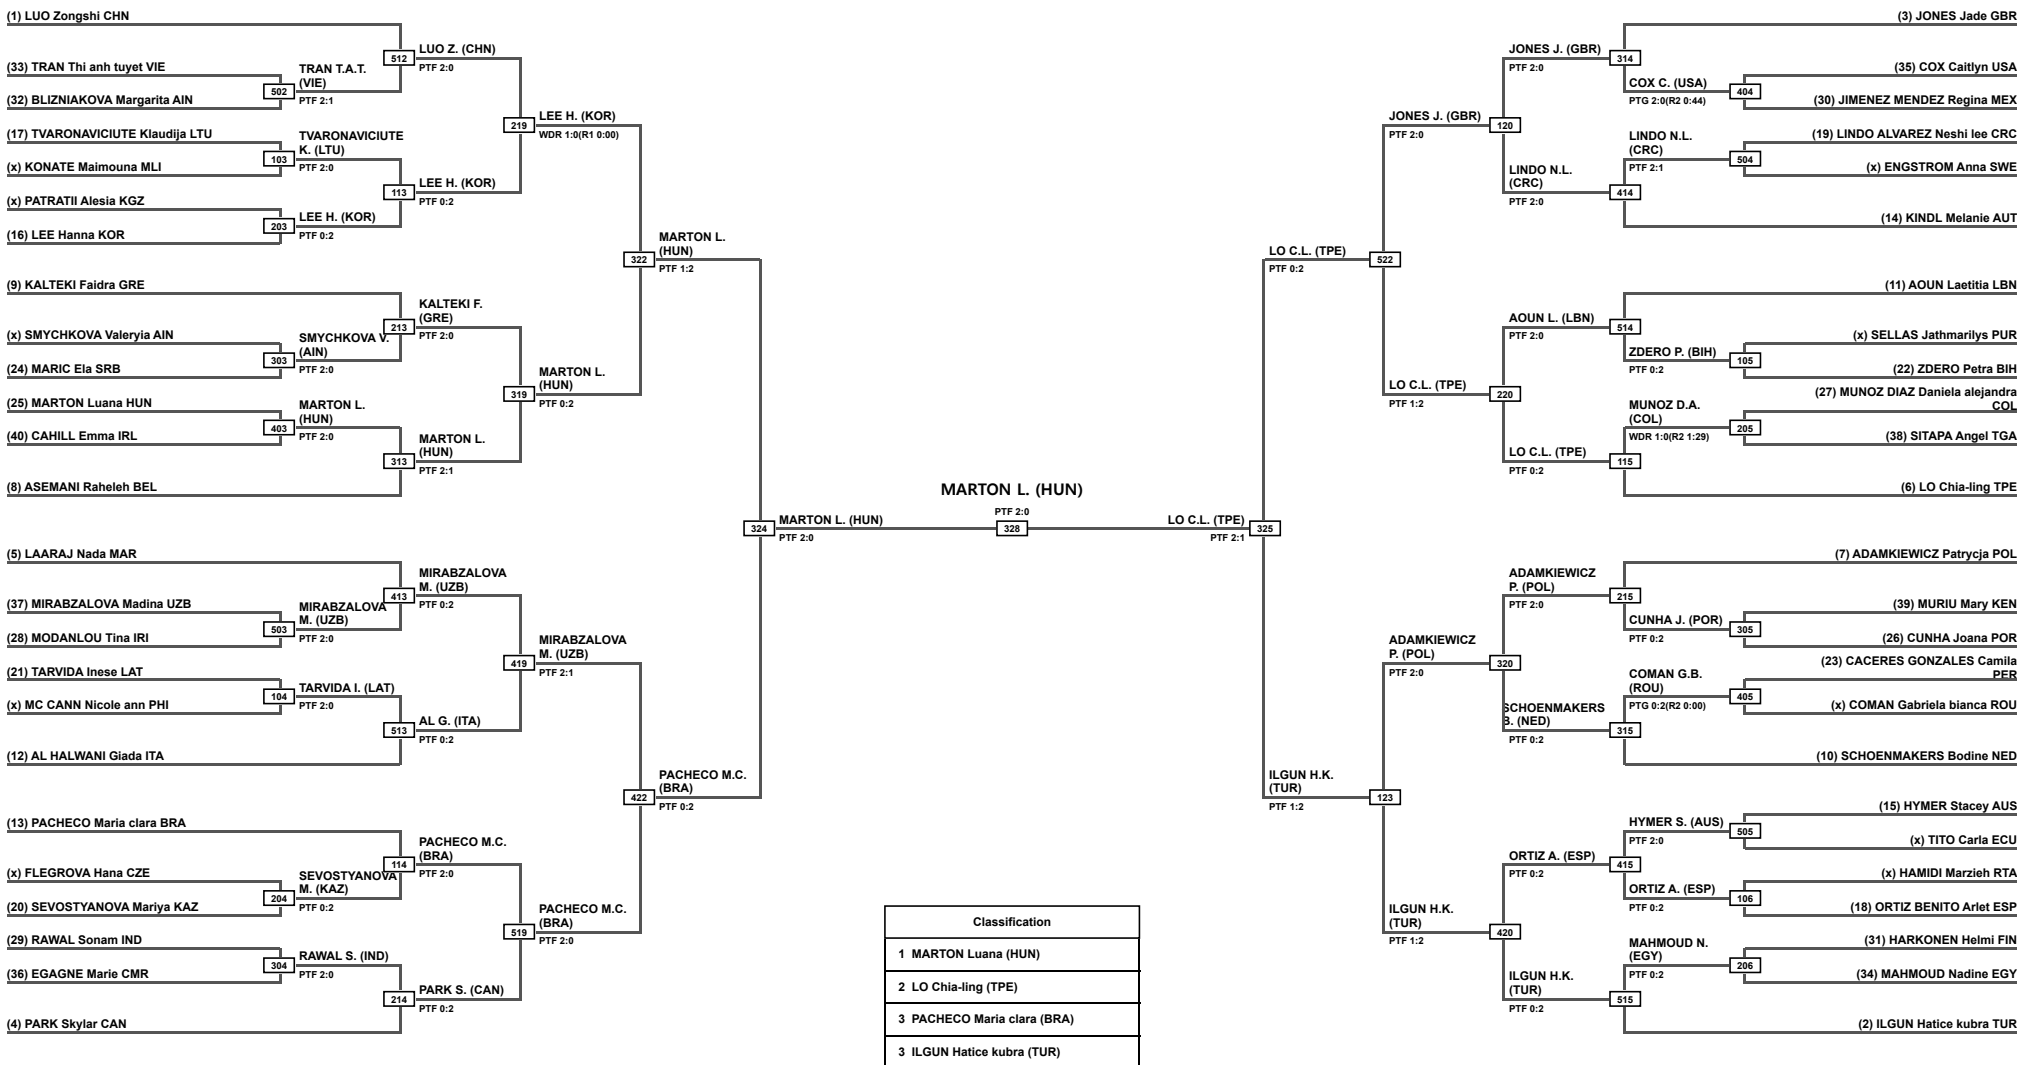 (1) LUO Zongshi CHN
(33) TRAN Thi anh tuyet VIE
(32) BLIZNIAKOVA Margarita AIN
(17) TVARONAVICIUTE Klaudija LTU
(x) KONATE Maimouna MLI
(x) PATRATII Alesia KGZ
(16) LEE Hanna KOR
(9) KALTEKI Faidra GRE
(x) SMYCHKOVA Valeryia AIN
(24) MARIC Ela SRB
(25) MARTON Luana HUN
(40) CAHILL Emma IRL
(8) ASEMANI Raheleh BEL
(5) LAARAJ Nada MAR
(37) MIRABZALOVA Madina UZB
(28) MODANLOU Tina IRI
(21) TARVIDA Inese LAT
(x) MC CANN Nicole ann PHI
(12) AL HALWANI Giada ITA
(13) PACHECO Maria clara BRA
(x) FLEGROVA Hana CZE
(20) SEVOSTYANOVA Mariya KAZ
(29) RAWAL Sonam IND
(36) EGAGNE Marie CMR
(4) PARK Skylar CAN
502
TRAN T.A.T.
(VIE)
PTF 2:1
103
TVARONAVICIUTE
K. (LTU)
PTF 2:0
203
LEE H. (KOR)
PTF 0:2
303
SMYCHKOVA V.
(AIN)
PTF 2:0
403
MARTON L.
(HUN)
PTF 2:0
503
MIRABZALOVA
M. (UZB)
PTF 2:0
104
TARVIDA I. (LAT)
PTF 2:0
204
SEVOSTYANOVA
M. (KAZ)
PTF 0:2
304
RAWAL S. (IND)
PTF 2:0
512
LUO Z. (CHN)
PTF 2:0
113
LEE H. (KOR)
PTF 0:2
213
KALTEKI F.
(GRE)
PTF 2:0
313
MARTON L.
(HUN)
PTF 2:1
413
MIRABZALOVA
M. (UZB)
PTF 0:2
513
AL G. (ITA)
PTF 0:2
114
PACHECO M.C.
(BRA)
PTF 2:0
214
PARK S. (CAN)
PTF 0:2
219
LEE H. (KOR)
WDR 1:0(R1 0:00)
319
MARTON L.
(HUN)
PTF 0:2
419
MIRABZALOVA
M. (UZB)
PTF 2:1
519
PACHECO M.C.
(BRA)
PTF 2:0
322
MARTON L.
(HUN)
PTF 1:2
422
PACHECO M.C.
(BRA)
PTF 0:2
324
MARTON L. (HUN)
PTF 2:0
MARTON L. (HUN)
PTF 2:0
328
LO C.L. (TPE)
PTF 2:1
325
LO C.L. (TPE)
PTF 0:2
522
ILGUN H.K.
(TUR)
PTF 1:2
123
JONES J. (GBR)
PTF 2:0
120
LO C.L. (TPE)
PTF 1:2
220
ADAMKIEWICZ
P. (POL)
PTF 2:0
320
ILGUN H.K.
(TUR)
PTF 1:2
420
JONES J. (GBR)
PTF 2:0
314
LINDO N.L.
(CRC)
PTF 2:0
414
AOUN L. (LBN)
PTF 2:0
514
LO C.L. (TPE)
PTF 0:2
115
ADAMKIEWICZ
P. (POL)
PTF 2:0
215
SCHOENMAKERS
B. (NED)
PTF 0:2
315
ORTIZ A. (ESP)
PTF 0:2
415
ILGUN H.K.
(TUR)
PTF 0:2
515
COX C. (USA)
PTG 2:0(R2 0:44)
404
LINDO N.L.
(CRC)
PTF 2:1
504
ZDERO P. (BIH)
PTF 0:2
105
MUNOZ D.A.
(COL)
WDR 1:0(R2 1:29)
205
CUNHA J. (POR)
PTF 0:2
305
COMAN G.B.
(ROU)
PTG 0:2(R2 0:00)
405
HYMER S. (AUS)
PTF 2:0
505
ORTIZ A. (ESP)
PTF 0:2
106
MAHMOUD N.
(EGY)
PTF 0:2
206
(3) JONES Jade GBR
(35) COX Caitlyn USA
(30) JIMENEZ MENDEZ Regina MEX
(19) LINDO ALVAREZ Neshi lee CRC
(x) ENGSTROM Anna SWE
(14) KINDL Melanie AUT
(11) AOUN Laetitia LBN
(x) SELLAS Jathmarilys PUR
(22) ZDERO Petra BIH
(27) MUNOZ DIAZ Daniela alejandra
COL
(38) SITAPA Angel TGA
(6) LO Chia-ling TPE
(7) ADAMKIEWICZ Patrycja POL
(39) MURIU Mary KEN
(26) CUNHA Joana POR
(23) CACERES GONZALES Camila
PER
(x) COMAN Gabriela bianca ROU
(10) SCHOENMAKERS Bodine NED
(15) HYMER Stacey AUS
(x) TITO Carla ECU
(x) HAMIDI Marzieh RTA
(18) ORTIZ BENITO Arlet ESP
(31) HARKONEN Helmi FIN
(34) MAHMOUD Nadine EGY
(2) ILGUN Hatice kubra TUR
Classification
1 MARTON Luana (HUN)
2 LO Chia-ling (TPE)
3 PACHECO Maria clara (BRA)
3 ILGUN Hatice kubra (TUR)